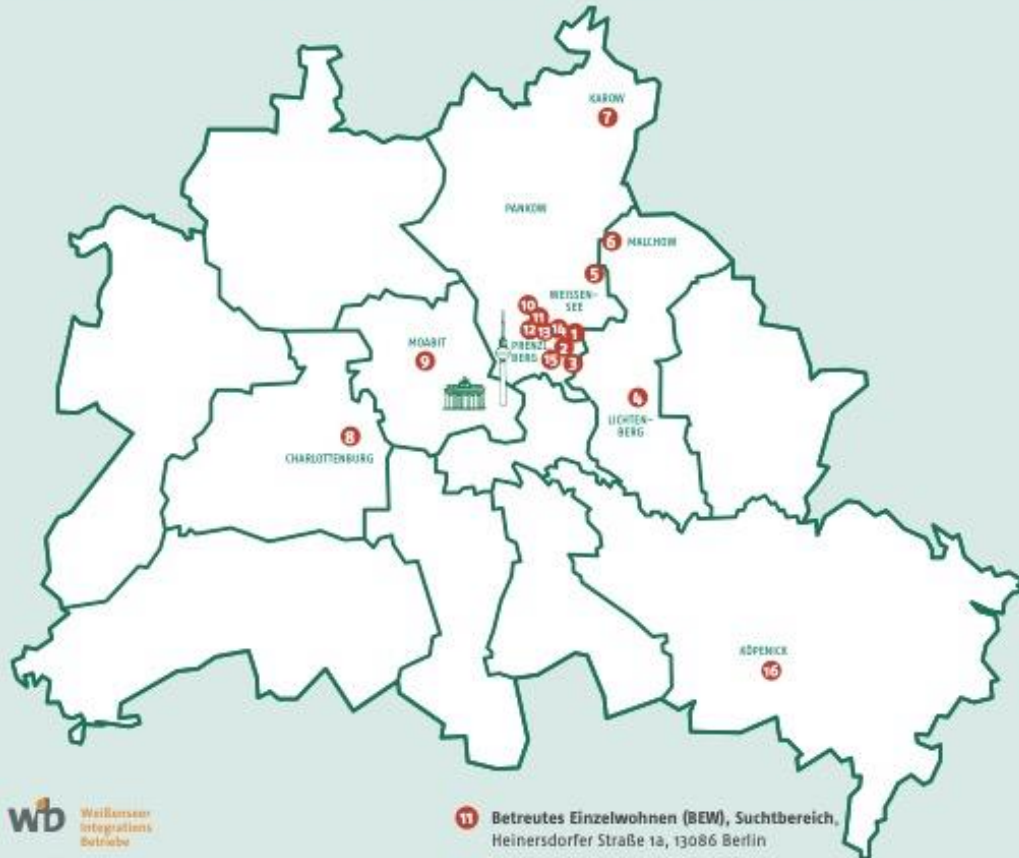 KAROW
7
PANKOW
6 MALCHOW
5
WEISSEN-
SEE
10
11
12 13 14 1
PRENZL
BERG
2
15 3
MOABIT
9
4
LICHTEN-
BERG
8
CHARLOTTENBURG
KÖPENICK
16
wib
Weißenseer
Integrations
Betriebe
11 Betreutes Einzelwohnen (BEW), Suchtbereich,
Heinersdorfer Straße 1a, 13086 Berlin